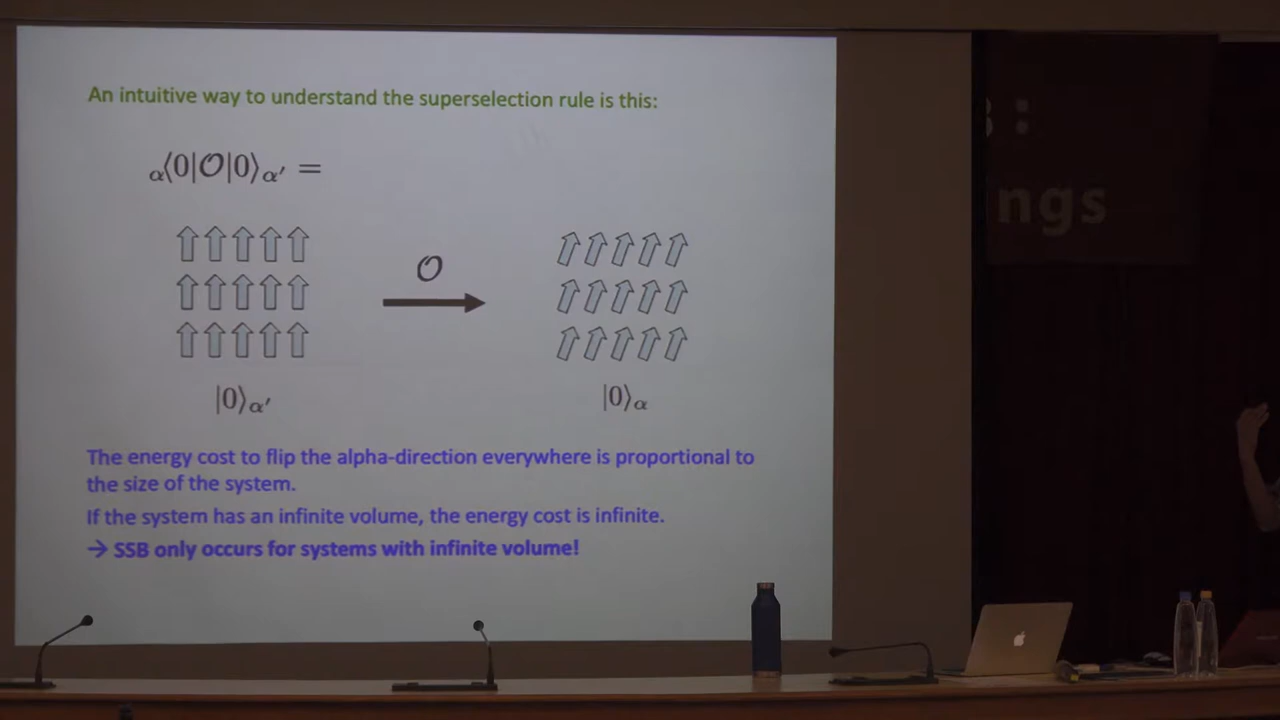 An intuitive way to understand the superselection rule is this:
α⟨0|𝒪|0⟩α′ =
𝒪
|0⟩α′
|0⟩α
The energy cost to flip the alpha-direction everywhere is proportional to
the size of the system.
If the system has an infinite volume, the energy cost is infinite.
→ SSB only occurs for systems with infinite volume!
:
ngs